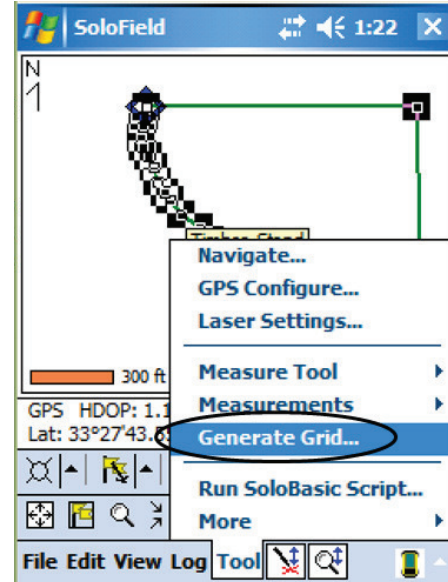 SoloField 1:22
N
Navigate...
GPS Configure...
Laser Settings...
300 ft
Measure Tool
GPS HDOP: 1.1
Measurements
Lat: 33°27'43.
Generate Grid...
Run SoloBasic Script...
More
File Edit View Log Tool